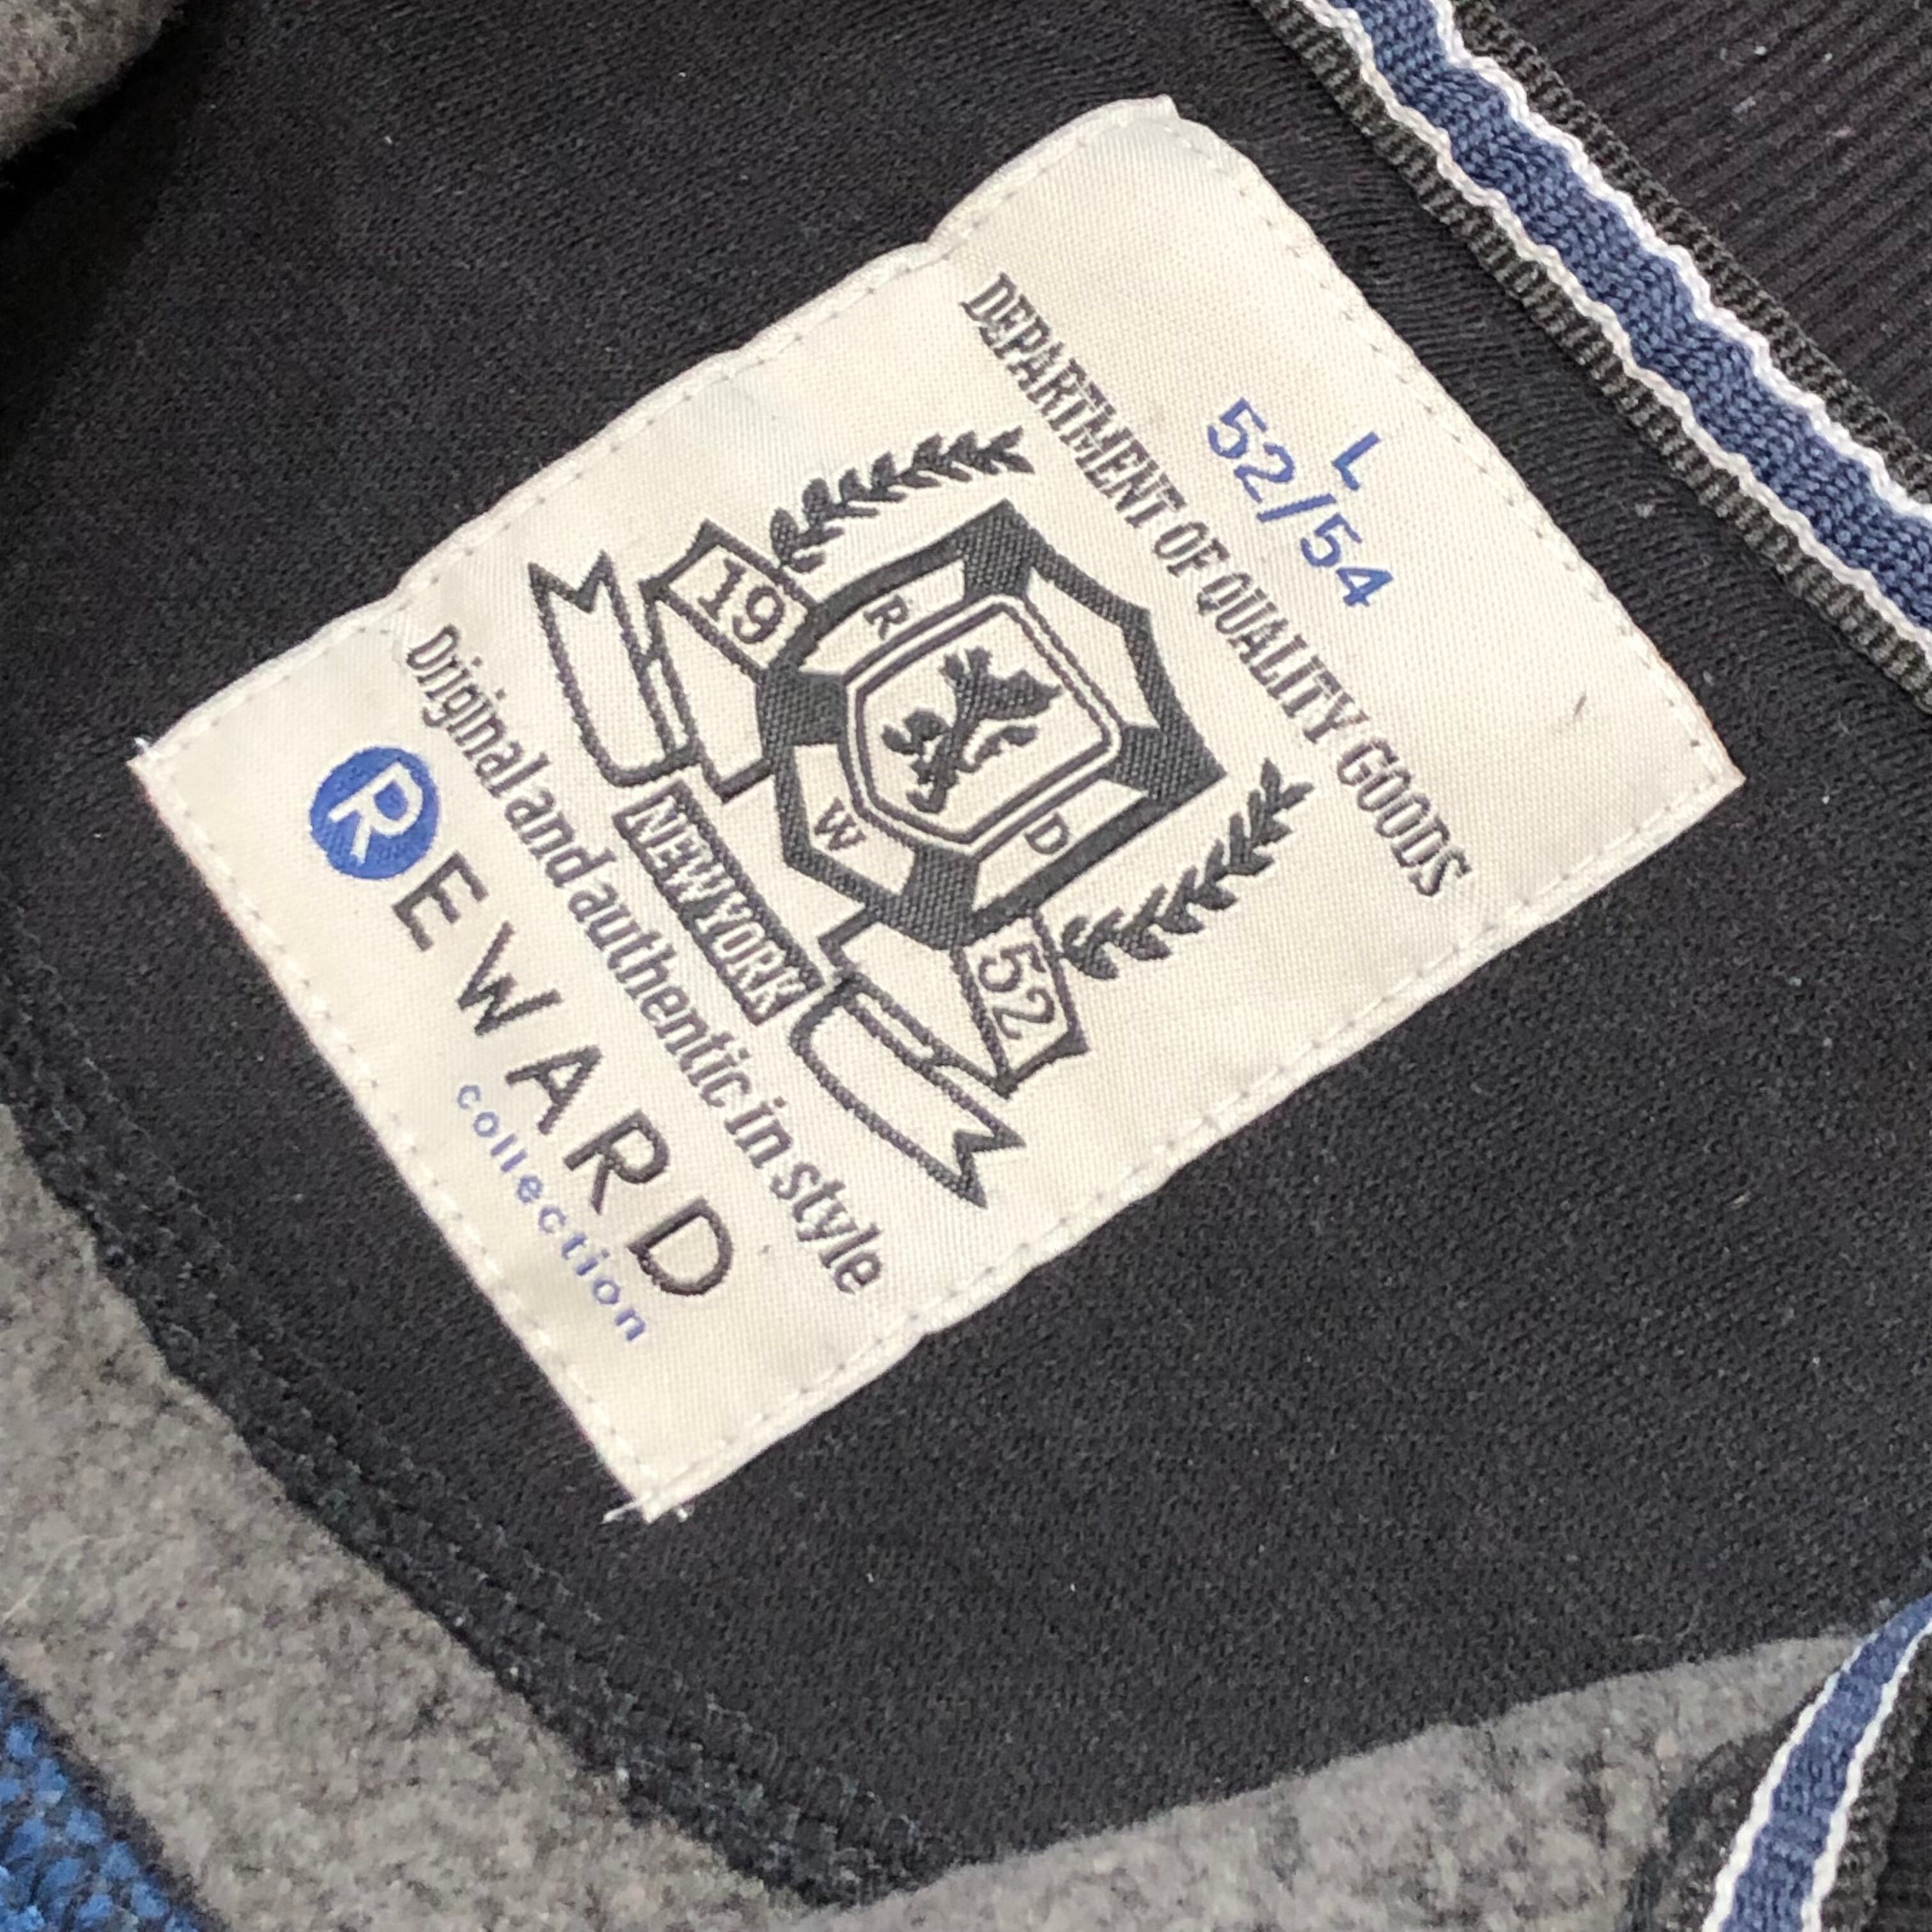 L
52/54
DEPARTMENT OF QUALITY GOODS
R
D
W
19
52
NEW YORK
Original and authentic in style
REWARD
collection